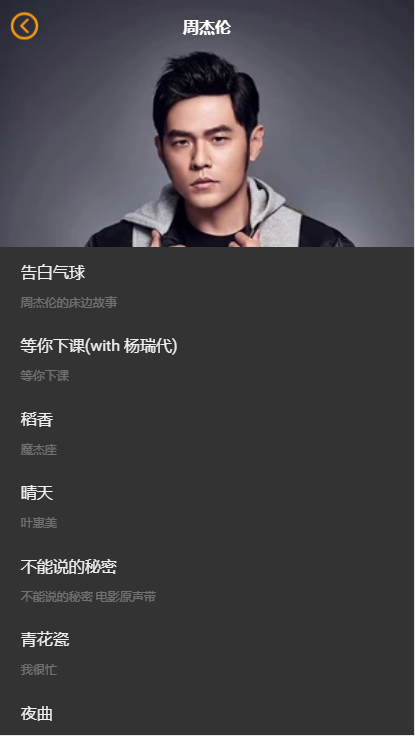 周杰伦
告白气球
周杰伦的床边故事
等你下课(with 杨瑞代)
等你下课
稻香
魔杰座
晴天
叶惠美
不能说的秘密
不能说的秘密 电影原声带
青花瓷
我很忙
夜曲